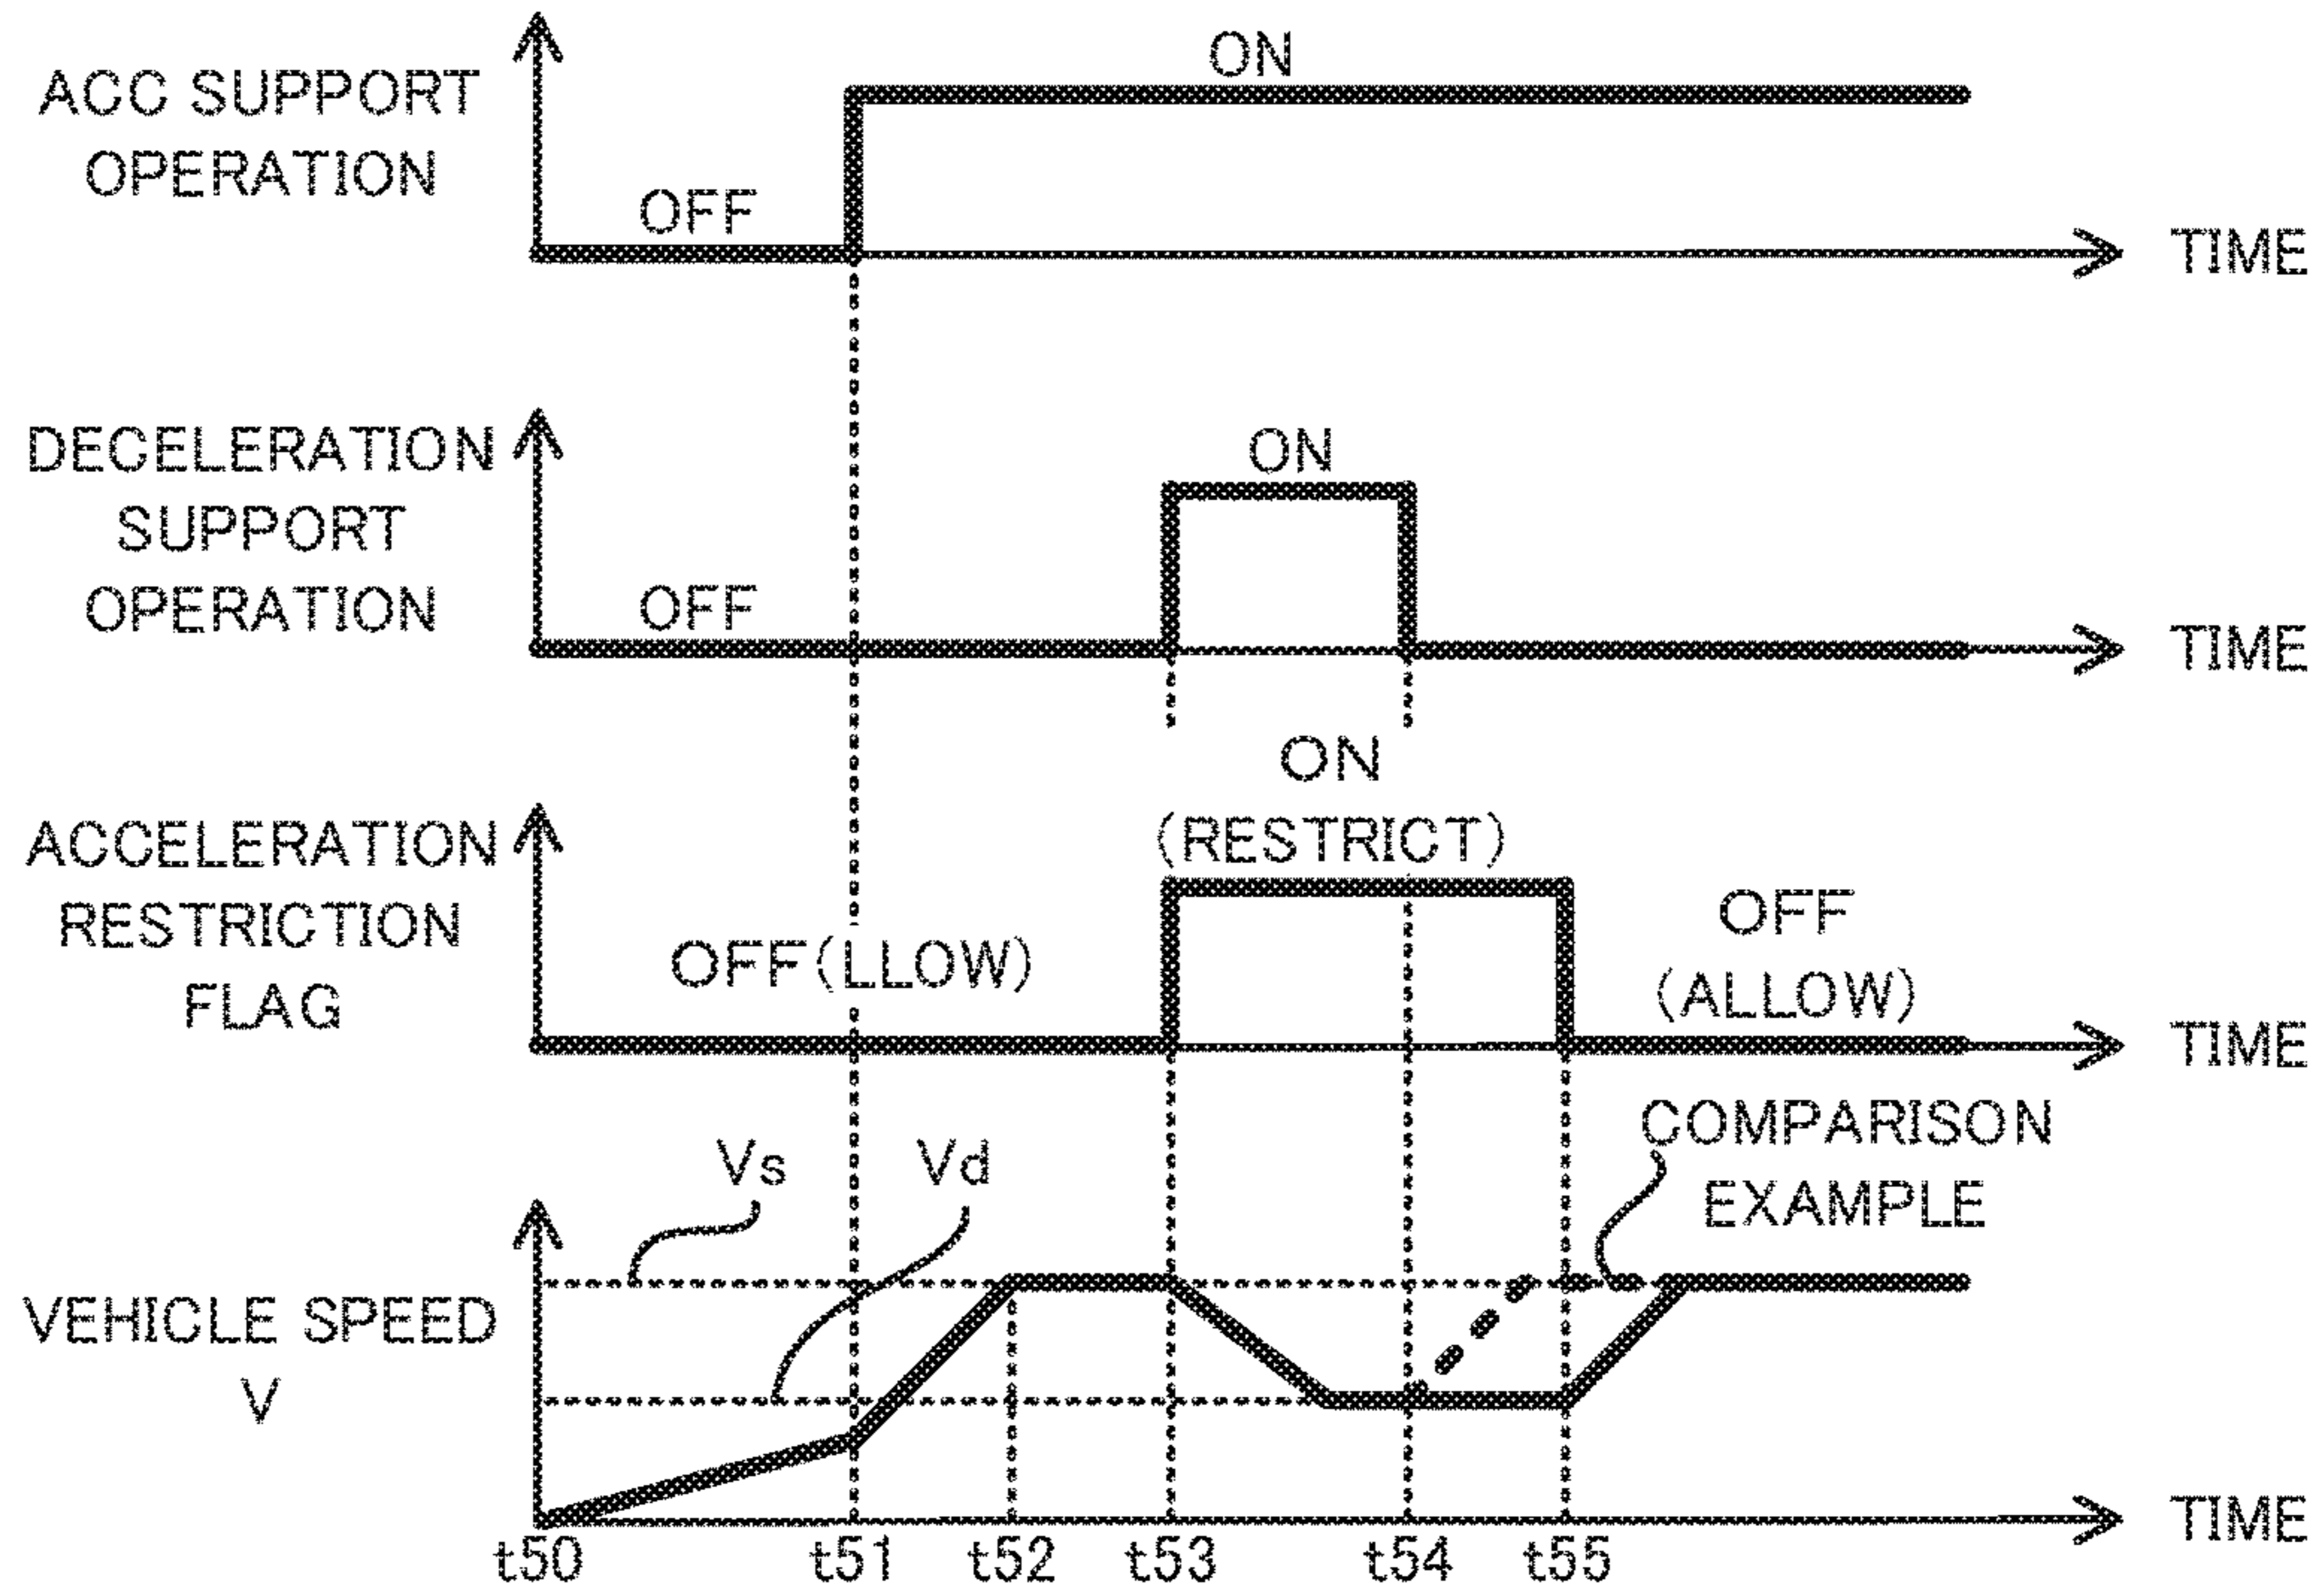 ON
ACC SUPPORT
OPERATION
OFF
TIME
DECELERATION
SUPPORT
OPERATION
ON
OFF
TIME
ON
(RESTRICT)
ACCELERATION
RESTRICTION
FLAG
OFF(LLOW)
OFF
(ALLOW)
TIME
COMPARISON
EXAMPLE
Vs
Vd
VEHICLE SPEED
V
TIME
t50 t51 t52 t53 t54 t55